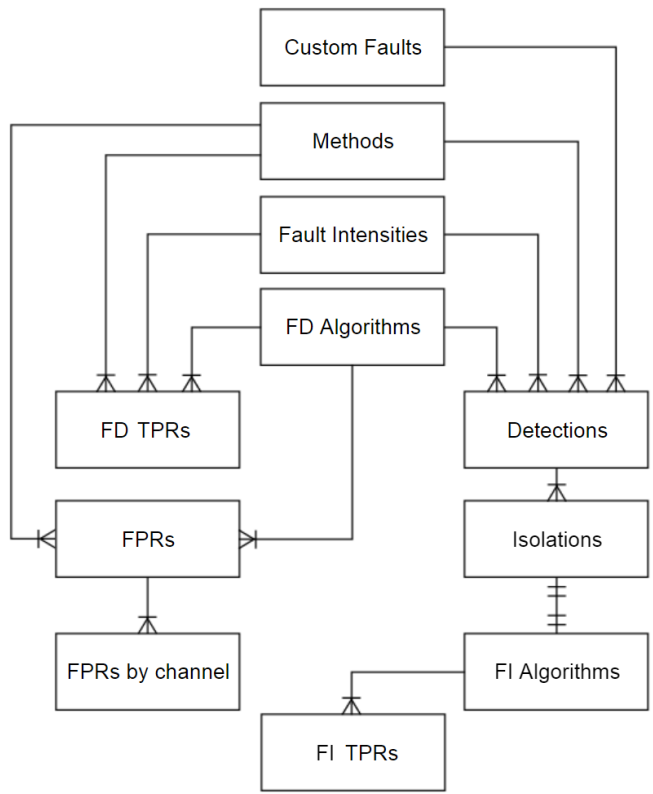 Custom Faults
Methods
Fault Intensities
FD Algorithms
FD TPRs
Detections
FPRs
Isolations
FPRs by channel
FI Algorithms
FI TPRs